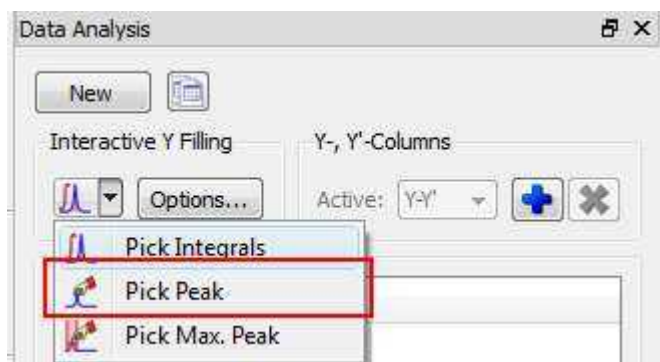 Data Analysis
New
Interactive Y Filling
Y-, Y'-Columns
Options...
Active: Y-Y'
Pick Integrals
Pick Peak
Pick Max. Peak